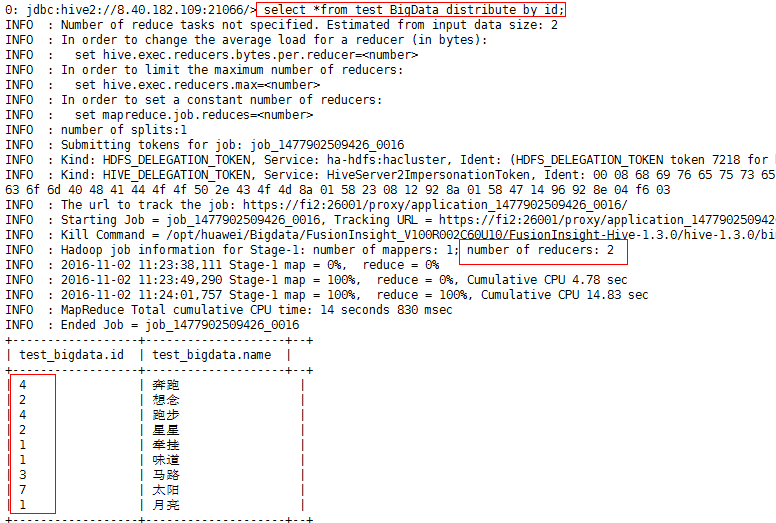 0: jdbc:hive2://8.40.182.109:21066/> select *from test_BigData distribute by id;
INFO  : Number of reduce tasks not specified. Estimated from input data size: 2
INFO  : In order to change the average load for a reducer (in bytes):
INFO  :   set hive.exec.reducers.bytes.per.reducer=<number>
INFO  : In order to limit the maximum number of reducers:
INFO  :   set hive.exec.reducers.max=<number>
INFO  : In order to set a constant number of reducers:
INFO  :   set mapreduce.job.reduces=<number>
INFO  : number of splits:1
INFO  : Submitting tokens for job: job_1477902509426_0016
INFO  : Kind: HDFS_DELEGATION_TOKEN, Service: ha-hdfs:hacluster, Ident: (HDFS_DELEGATION_TOKEN token 7218 for
INFO  : Kind: HIVE_DELEGATION_TOKEN, Service: HiveServer2ImpersonationToken, Ident: 00 08 68 69 76 65 75 73 65
63 6f 6d 40 48 41 44 4f 4f 50 2e 43 4f 4d 8a 01 58 23 08 12 92 8a 01 58 47 14 96 92 8e 04 f6 03
INFO  : The url to track the job: https://fi2:26001/proxy/application_1477902509426_0016/
INFO  : Starting Job = job_1477902509426_0016, Tracking URL = https://fi2:26001/proxy/application_1477902509426
INFO  : Kill Command = /opt/huawei/Bigdata/FusionInsight_V100R002C60U10/FusionInsight-Hive-1.3.0/hive-1.3.0/bi
INFO  : Hadoop job information for Stage-1: number of mappers: 1; number of reducers: 2
INFO  : 2016-11-02 11:23:38,111 Stage-1 map = 0%,  reduce = 0%
INFO  : 2016-11-02 11:23:49,290 Stage-1 map = 100%,  reduce = 0%, Cumulative CPU 4.78 sec
INFO  : 2016-11-02 11:24:01,757 Stage-1 map = 100%,  reduce = 100%, Cumulative CPU 14.83 sec
INFO  : MapReduce Total cumulative CPU time: 14 seconds 830 msec
INFO  : Ended Job = job_1477902509426_0016
+------------------+--------------------+--+
| test_bigdata.id  | test_bigdata.name  |
+------------------+--------------------+--+
| 4 | 奔跑 |
| 2 | 想念 |
| 4 | 跑步 |
| 2 | 星星 |
| 1 | 牵挂 |
| 1 | 味道 |
| 3 | 马路 |
| 7 | 太阳 |
| 1 | 月亮 |
+------------------+--------------------+--+